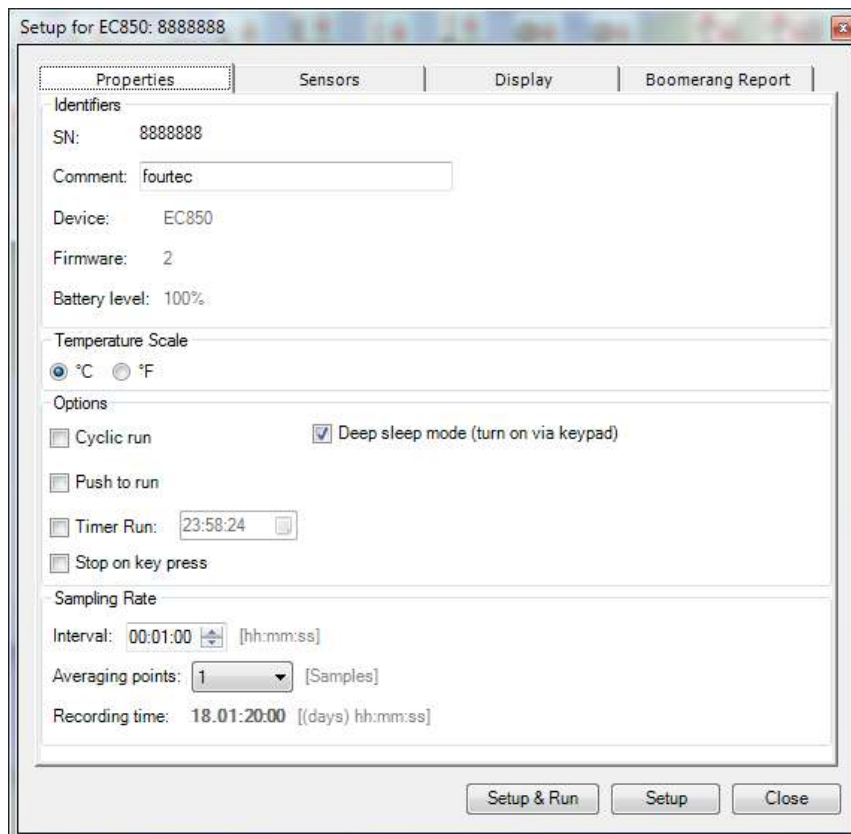 Setup for EC850: 8888888
Properties Sensors Display Boomerang Report
Identifiers
SN: 8888888
Comment: fourtec
Device: EC850
Firmware: 2
Battery level: 100%
Temperature Scale
°C °F
Options
Cyclic run Deep sleep mode (turn on via keypad)
Push to run
Timer Run: 23:58:24
Stop on key press
Sampling Rate
Interval: 00:01:00 [hh:mm:ss]
Averaging points: 1 [Samples]
Recording time: 18.01:20:00 [(days) hh:mm:ss]
Setup & Run Setup Close